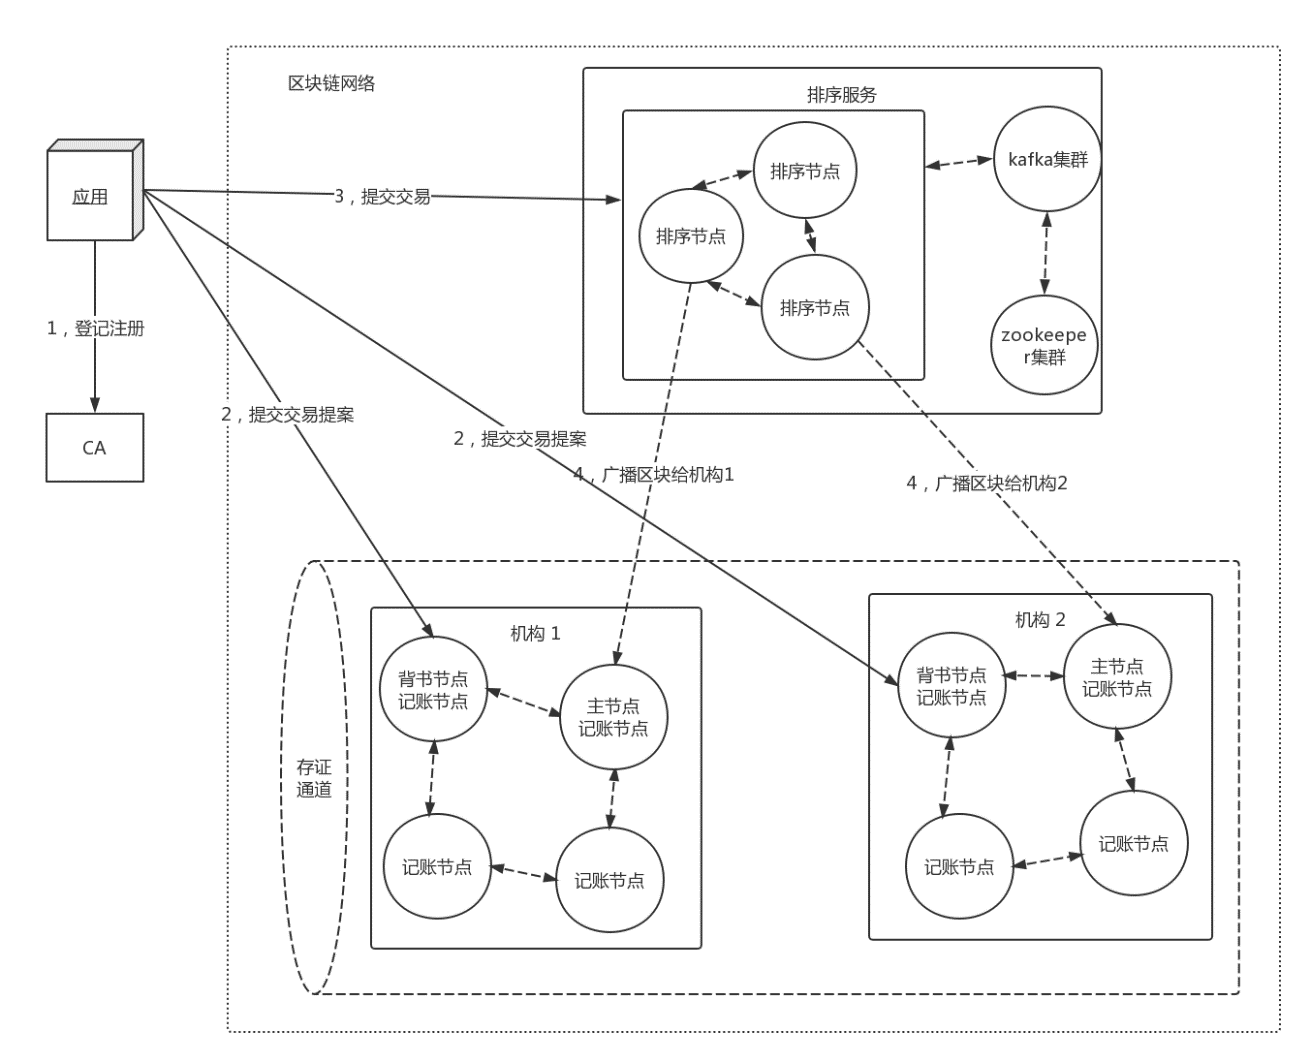 区块链网络
排序服务
应用
3，提交交易
排序节点
排序节点
排序节点
kafka集群
zookeepe
r集群
1，登记注册
CA
2，提交交易提案
2，提交交易提案
4，广播区块给机构1
4，广播区块给机构2
存证
通道
机构 1
背书节点
记账节点
主节点
记账节点
记账节点
记账节点
机构 2
背书节点
记账节点
主节点
记账节点
记账节点
记账节点